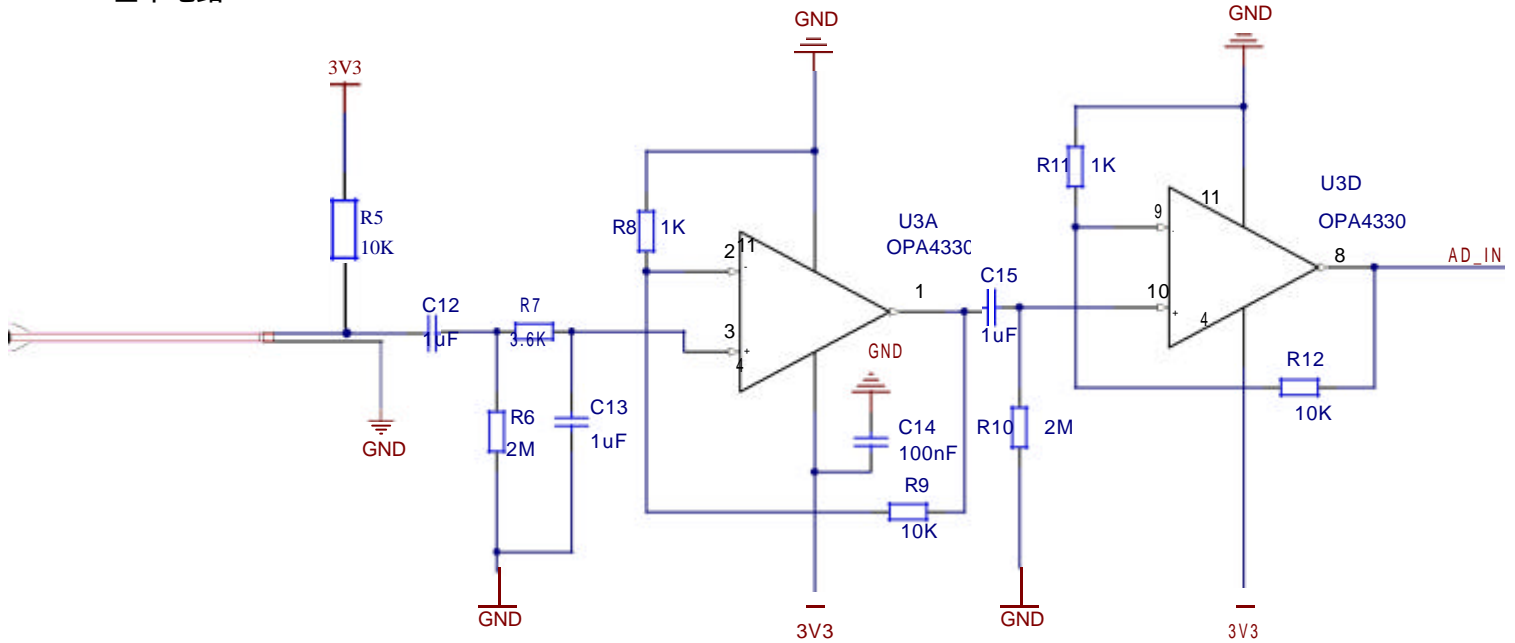 GND
GND
3V3
R5
10K
R8
1K
2
11
3
4
U3A
OPA4330
1
R11
1K
9
11
10
4
U3D
OPA4330
8
AD_IN
C12
1uF
R7
3.6K
C15
1uF
GND
R6
2M
C13
1uF
GND
C14
100nF
R10
2M
R12
10K
R9
10K
GND
3V3
GND
3V3